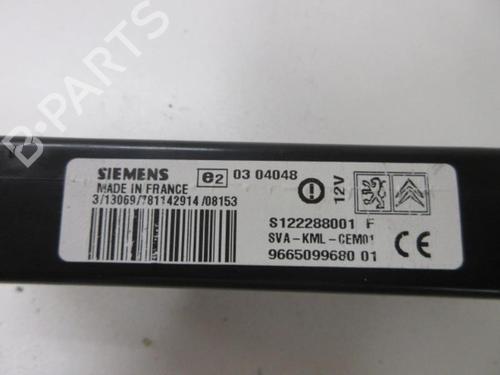 B-PARTS
SIEMENS
MADE IN FRANCE
e2 03 04048
3/13069/781142914/08153
12V
S122288001 F
SVA-KML-CEM01
9665099680 01
CE